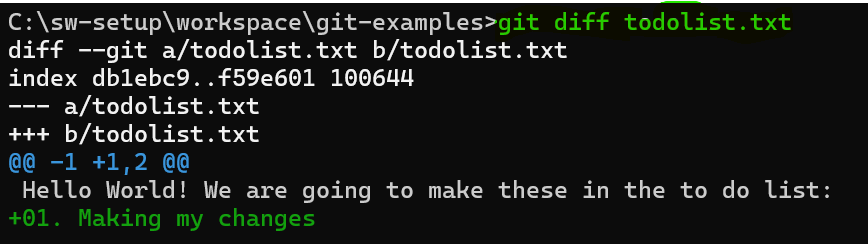 C:\sw-setup\workspace\git-examples>git diff todolist.txt
diff --git a/todolist.txt b/todolist.txt
index db1ebc9..f59e601 100644
--- a/todolist.txt
+++ b/todolist.txt
@@ -1 +1,2 @@
 Hello World! We are going to make these in the to do list:
+01. Making my changes